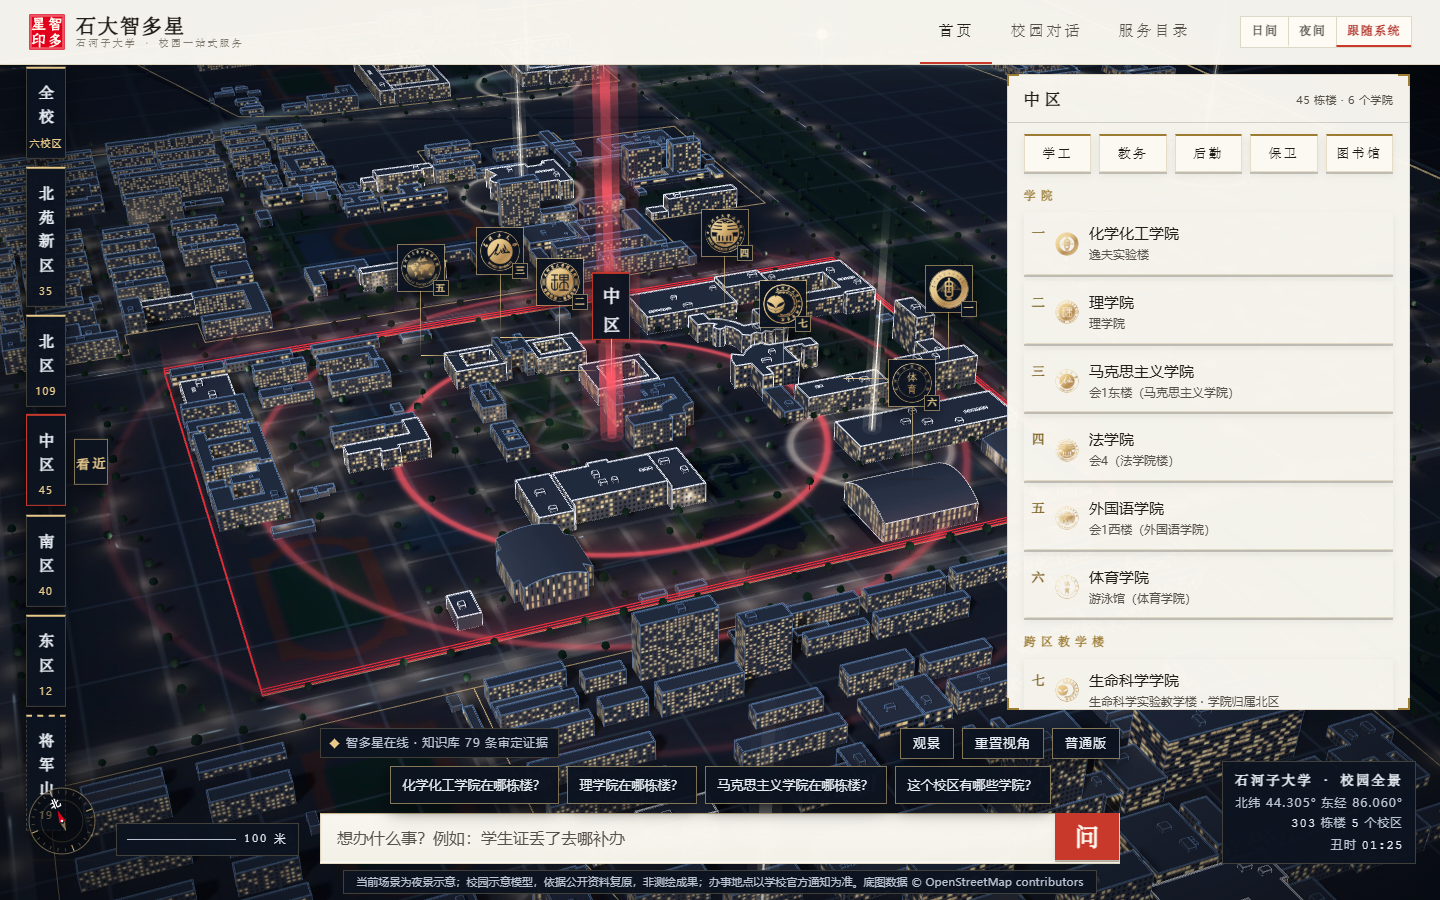 星智
印多
石大智多星
石河子大学 · 校园一站式服务
首页
校园对话
服务目录
日间
夜间
跟随系统
全校
六校区
北苑新区
35
北区
109
中区
45
看近
南区
40
东区
12
将军山
19
北
100 米
五
三
二
课
中区
四
七
体育
六
中区
45 栋楼 · 6 个学院
学工
教务
后勤
保卫
图书馆
学院
一
化学化工学院
逸夫实验楼
二
理学院
理学院
三
马克思主义学院
会1东楼（马克思主义学院）
四
法学院
会4（法学院楼）
五
外国语学院
会1西楼（外国语学院）
六
体育学院
游泳馆（体育学院）
跨区教学楼
七
生命科学学院
生命科学实验教学楼 · 学院归属北区
◆ 智多星在线 · 知识库 79 条审定证据
观景
重置视角
普通版
化学化工学院在哪栋楼？
理学院在哪栋楼？
马克思主义学院在哪栋楼？
这个校区有哪些学院？
想办什么事？例如：学生证丢了去哪补办
问
当前场景为夜景示意；校园示意模型，依据公开资料复原，非测绘成果；办事地点以学校官方通知为准。底图数据 © OpenStreetMap contributors
石河子大学 · 校园全景
北纬 44.305° 东经 86.060°
303 栋楼 5 个校区
丑时 01:25